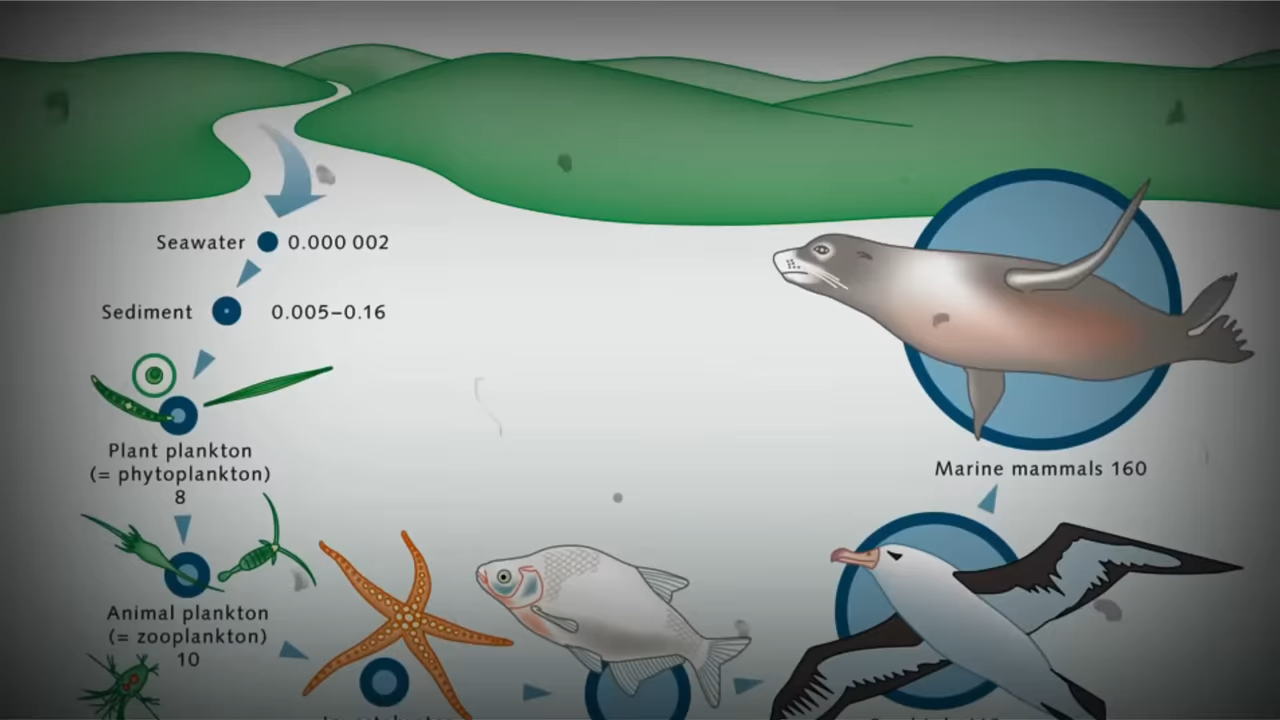 Seawater 0.000 002
Sediment 0.005–0.16
Plant plankton
(= phytoplankton)
8
Marine mammals 160
Animal plankton
(= zooplankton)
10